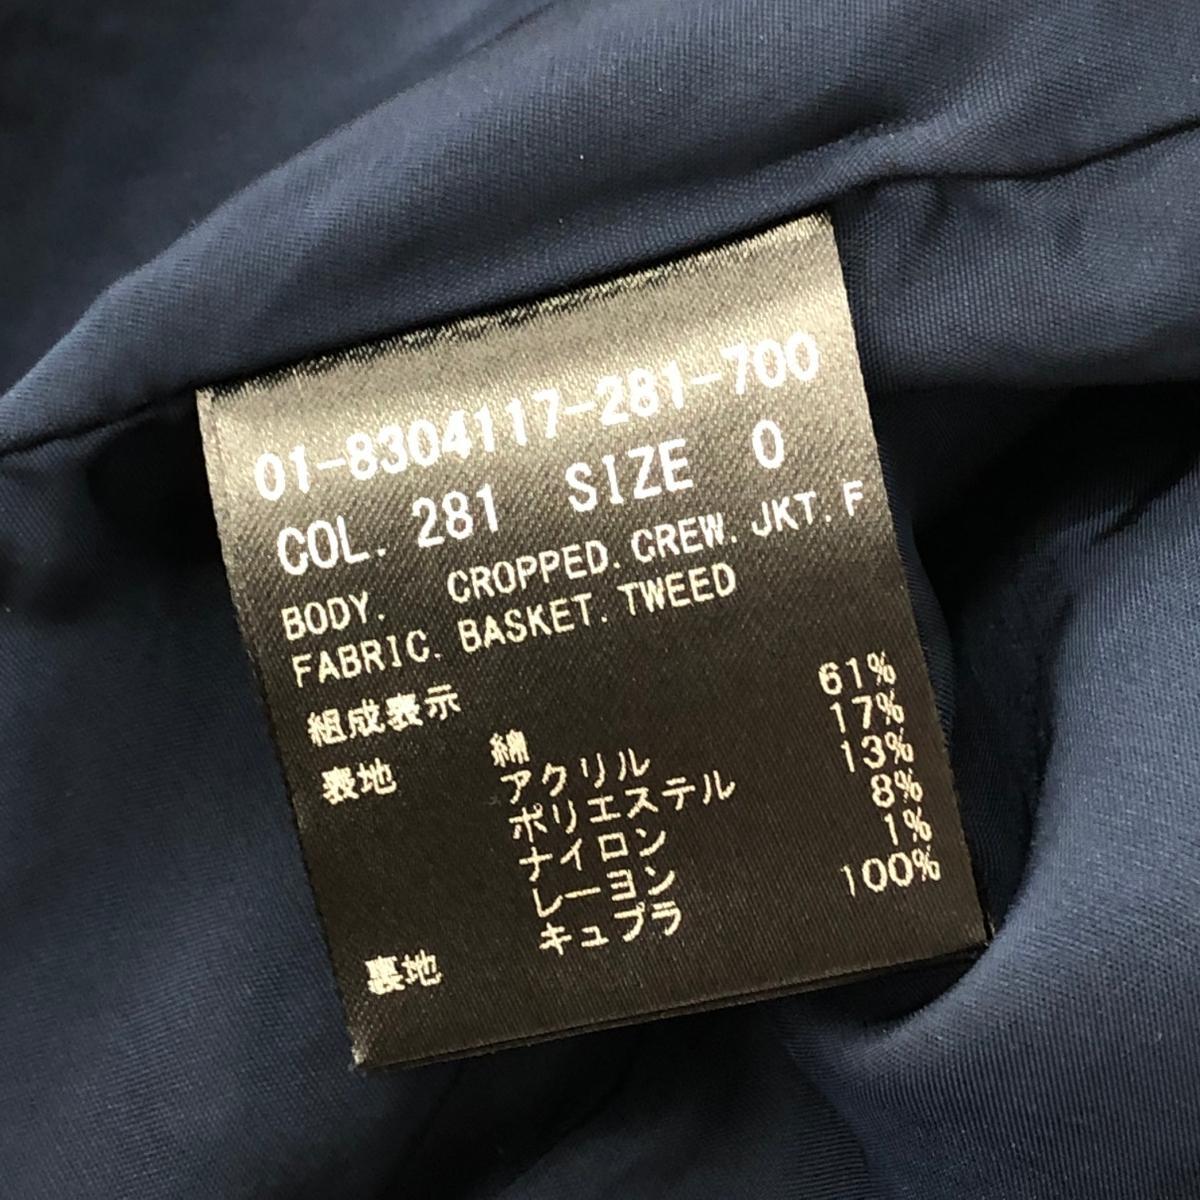 01-8304117-281-700
COL. 281 SIZE 0
BODY. CROPPED. CREW. JKT. F
FABRIC. BASKET. TWEED
組成表示
表地 綿 61%
アクリル 17%
ポリエステル 13%
ナイロン 8%
レーヨン 1%
裏地 キュプラ 100%